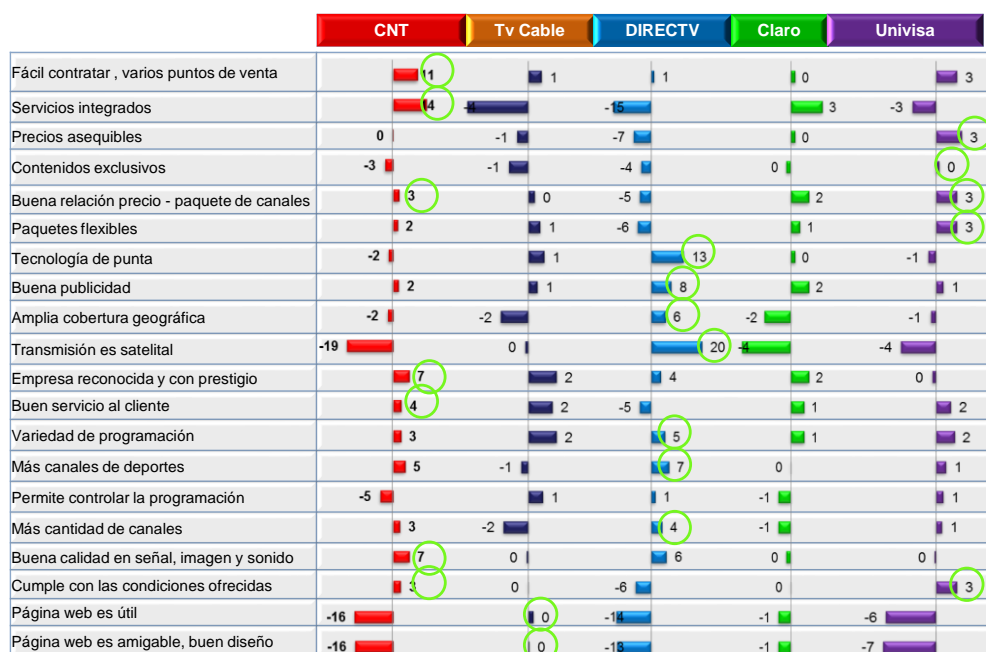 CNT Tv Cable DIRECTV Claro Univisa
Fácil contratar , varios puntos de venta 11 1 1 0 3
Servicios integrados 14 -4 -15 3 -3
Precios asequibles 0 -1 -7 0 3
Contenidos exclusivos -3 -1 -4 0 0
Buena relación precio - paquete de canales 3 0 -5 2 3
Paquetes flexibles 2 1 -6 1 3
Tecnología de punta -2 1 13 0 -1
Buena publicidad 2 1 8 2 1
Amplia cobertura geográfica -2 -2 6 -2 -1
Transmisión es satelital -19 0 20 -4 -4
Empresa reconocida y con prestigio 7 2 4 2 0
Buen servicio al cliente 4 2 -5 1 2
Variedad de programación 3 2 5 1 2
Más canales de deportes 5 -1 7 0 1
Permite controlar la programación -5 1 1 -1 1
Más cantidad de canales 3 -2 4 -1 1
Buena calidad en señal, imagen y sonido 7 0 6 0 0
Cumple con las condiciones ofrecidas 3 0 -6 0 3
Página web es útil -16 0 -14 -1 -6
Página web es amigable, buen diseño -16 0 -13 -1 -7